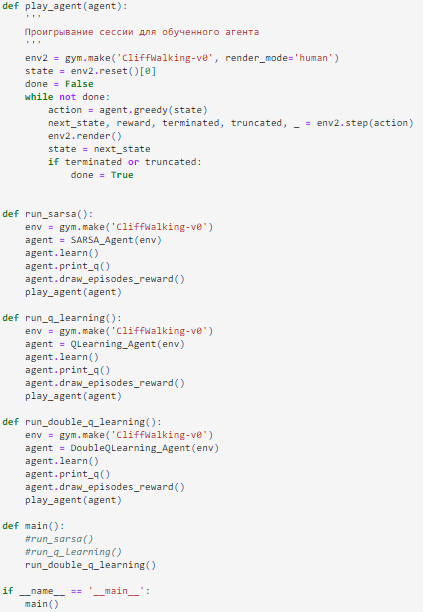 def play_agent(agent):
    '''
    Проигрывание сессии для обученного агента
    '''
    env2 = gym.make('CliffWalking-v0', render_mode='human')
    state = env2.reset()[0]
    done = False
    while not done:
        action = agent.greedy(state)
        next_state, reward, terminated, truncated, _ = env2.step(action)
        env2.render()
        state = next_state
        if terminated or truncated:
            done = True
def run_sarsa():
    env = gym.make('CliffWalking-v0')
    agent = SARSA_Agent(env)
    agent.learn()
    agent.print_q()
    agent.draw_episodes_reward()
    play_agent(agent)
def run_q_learning():
    env = gym.make('CliffWalking-v0')
    agent = QLearning_Agent(env)
    agent.learn()
    agent.print_q()
    agent.draw_episodes_reward()
    play_agent(agent)
def run_double_q_learning():
    env = gym.make('CliffWalking-v0')
    agent = DoubleQLearning_Agent(env)
    agent.learn()
    agent.print_q()
    agent.draw_episodes_reward()
    play_agent(agent)
def main():
    #run_sarsa()
    #run_q_learning()
    run_double_q_learning()
if __name__ == '__main__':
    main()